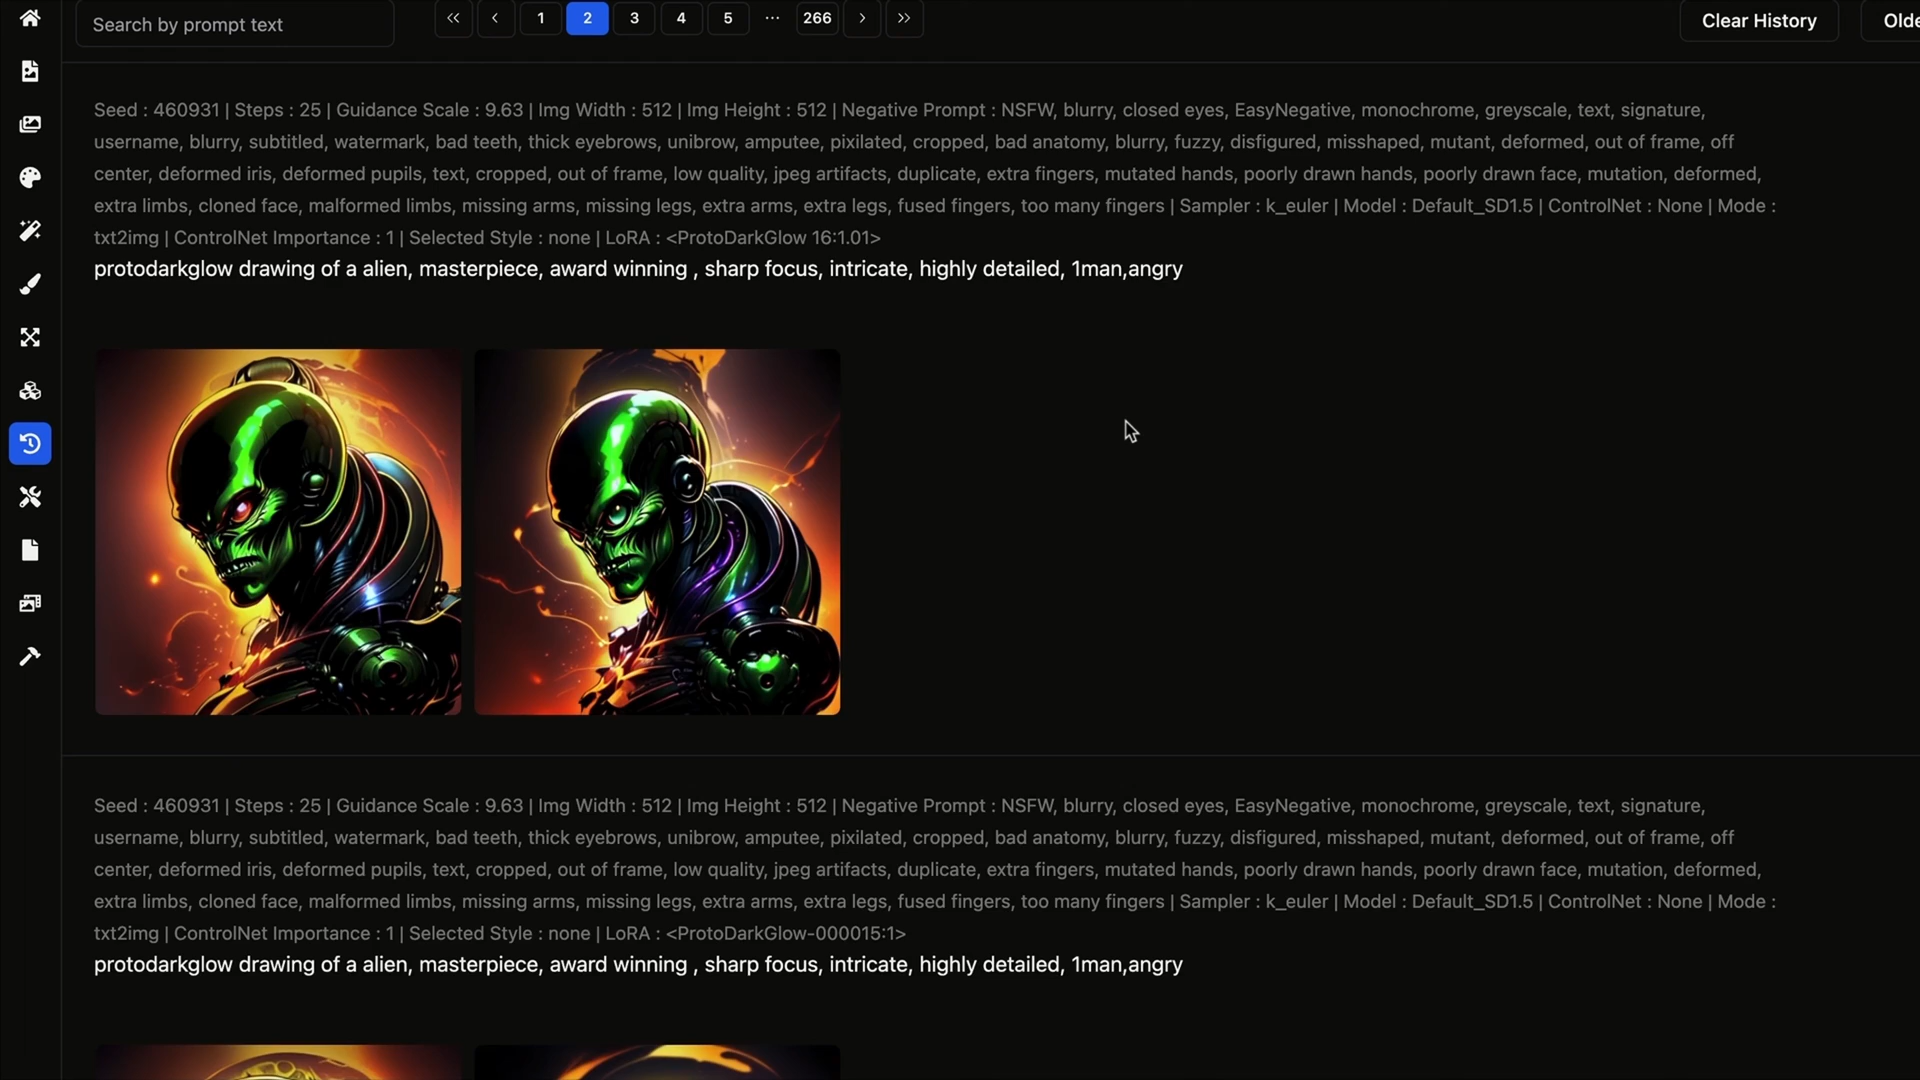 Search by prompt text
1 2 3 4 5 ··· 266
Clear History
Olde
Seed : 460931 | Steps : 25 | Guidance Scale : 9.63 | Img Width : 512 | Img Height : 512 | Negative Prompt : NSFW, blurry, closed eyes, EasyNegative, monochrome, greyscale, text, signature,
username, blurry, subtitled, watermark, bad teeth, thick eyebrows, unibrow, amputee, pixilated, cropped, bad anatomy, blurry, fuzzy, disfigured, misshaped, mutant, deformed, out of frame, off
center, deformed iris, deformed pupils, text, cropped, out of frame, low quality, jpeg artifacts, duplicate, extra fingers, mutated hands, poorly drawn hands, poorly drawn face, mutation, deformed,
extra limbs, cloned face, malformed limbs, missing arms, missing legs, extra arms, extra legs, fused fingers, too many fingers | Sampler : k_euler | Model : Default_SD1.5 | ControlNet : None | Mode :
txt2img | ControlNet Importance : 1 | Selected Style : none | LoRA : <ProtoDarkGlow 16:1.01>
protodarkglow drawing of a alien, masterpiece, award winning , sharp focus, intricate, highly detailed, 1man,angry
Seed : 460931 | Steps : 25 | Guidance Scale : 9.63 | Img Width : 512 | Img Height : 512 | Negative Prompt : NSFW, blurry, closed eyes, EasyNegative, monochrome, greyscale, text, signature,
username, blurry, subtitled, watermark, bad teeth, thick eyebrows, unibrow, amputee, pixilated, cropped, bad anatomy, blurry, fuzzy, disfigured, misshaped, mutant, deformed, out of frame, off
center, deformed iris, deformed pupils, text, cropped, out of frame, low quality, jpeg artifacts, duplicate, extra fingers, mutated hands, poorly drawn hands, poorly drawn face, mutation, deformed,
extra limbs, cloned face, malformed limbs, missing arms, missing legs, extra arms, extra legs, fused fingers, too many fingers | Sampler : k_euler | Model : Default_SD1.5 | ControlNet : None | Mode :
txt2img | ControlNet Importance : 1 | Selected Style : none | LoRA : <ProtoDarkGlow-000015:1>
protodarkglow drawing of a alien, masterpiece, award winning , sharp focus, intricate, highly detailed, 1man,angry